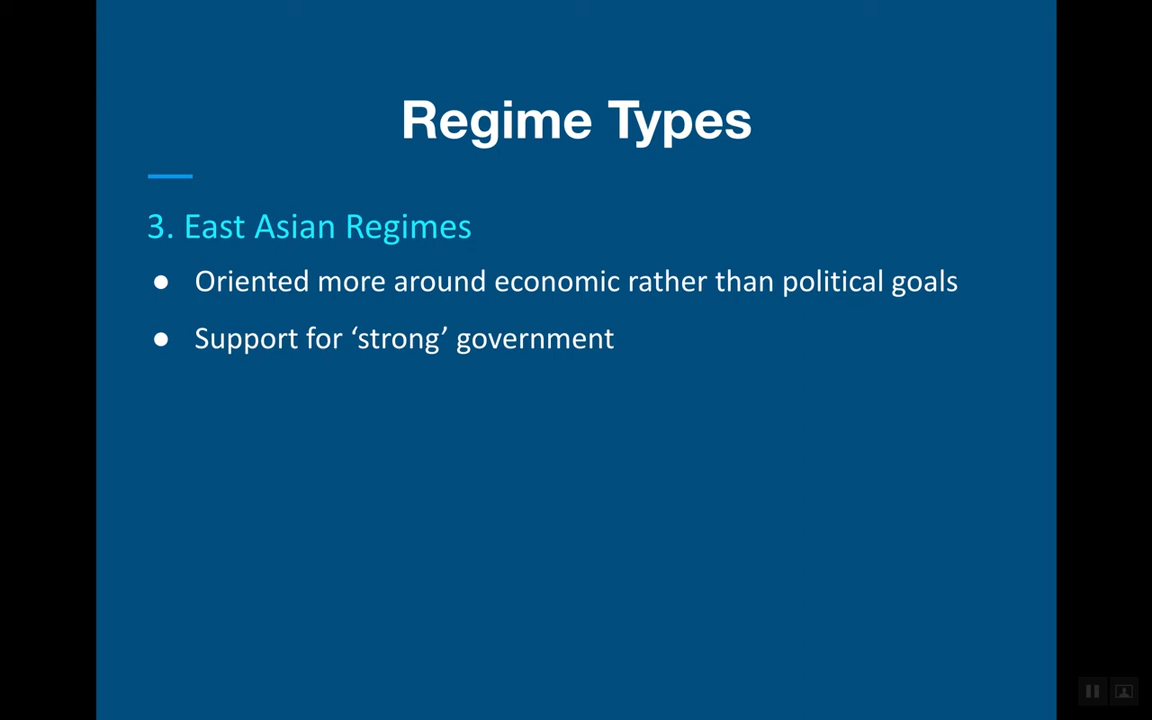 Regime Types
3. East Asian Regimes
● Oriented more around economic rather than political goals
● Support for ‘strong’ government